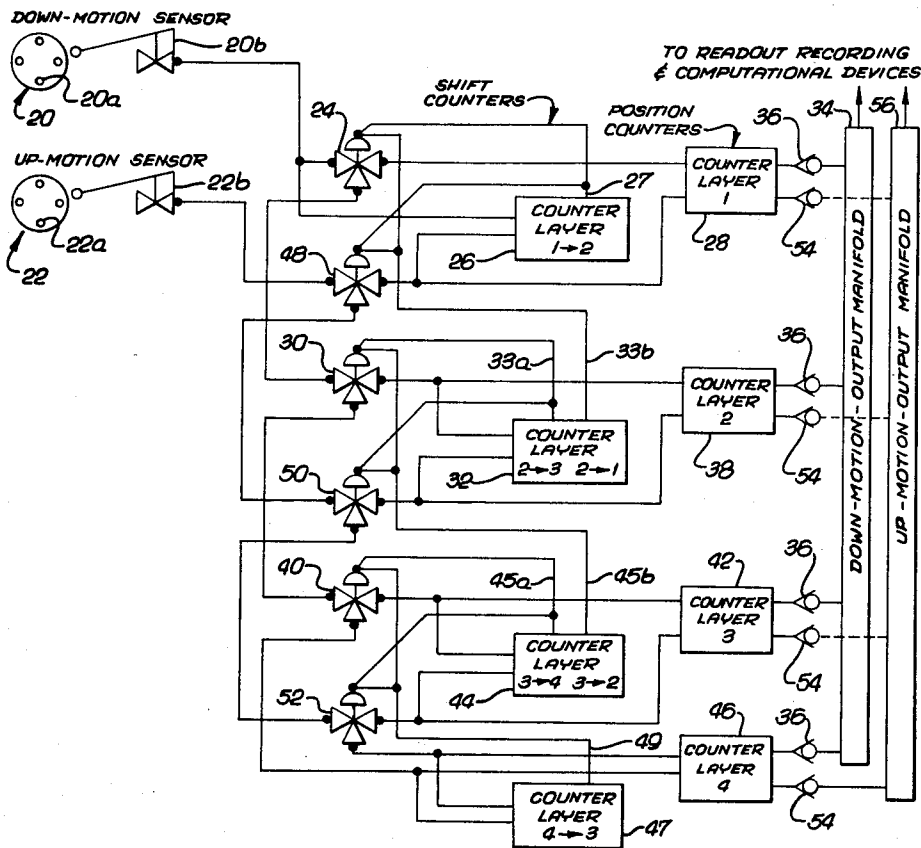 DOWN-MOTION SENSOR
20b
20a
20
UP-MOTION SENSOR
22b
22a
22
TO READOUT RECORDING
& COMPUTATIONAL DEVICES
SHIFT
COUNTERS
POSITION
COUNTERS
24
36
34
56
COUNTER
LAYER
1
28
54
27
COUNTER
LAYER
1→2
26
48
30
33a
33b
36
COUNTER
LAYER
2
38
54
COUNTER
LAYER
2→3 2→1
32
50
DOWN-MOTION-OUTPUT MANIFOLD
UP-MOTION-OUTPUT MANIFOLD
40
45a
45b
42
36
COUNTER
LAYER
3
54
COUNTER
LAYER
3→4 3→2
44
52
49
46
36
COUNTER
LAYER
4
54
COUNTER
LAYER
4→3
47